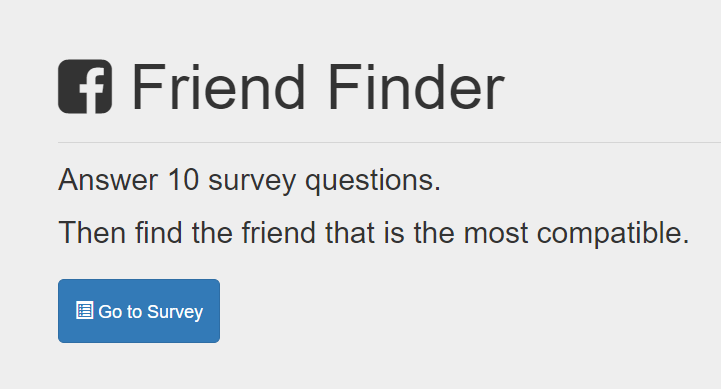 Friend Finder
Answer 10 survey questions.
Then find the friend that is the most compatible.
Go to Survey